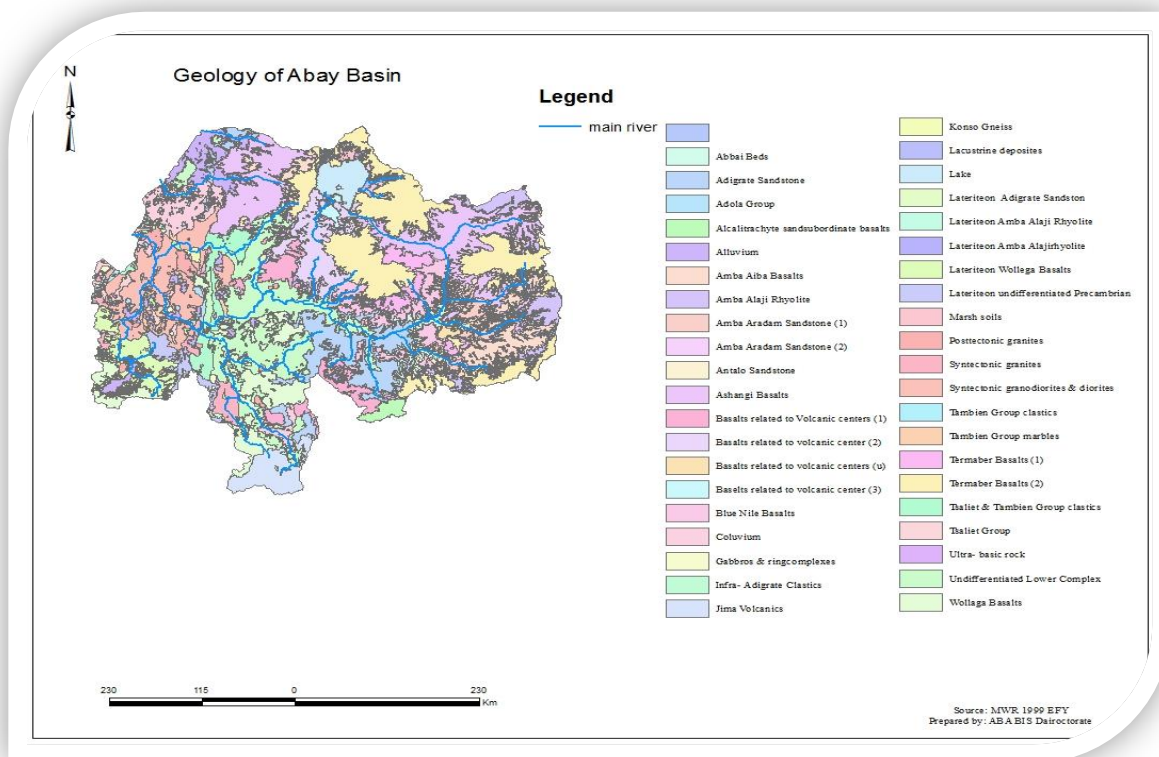 Geology of Abay Basin
N
Legend
main river
Abbai Beds
Adigrate Sandstone
Adola Group
Alcalitrachyte sandsubordinate basalts
Alluvium
Amba Aiba Basalts
Amba Alaji Rhyolite
Amba Aradam Sandstone (1)
Amba Aradam Sandstone (2)
Antalo Sandstone
Ashangi Basalts
Basalts related to Volcanic centers (1)
Basalts related to volcanic center (2)
Basalts related to volcanic centers (u)
Baselts related to volcanic center (3)
Blue Nile Basalts
Coluvium
Gabbros & ringcomplexes
Infra- Adigrate Clastics
Jima Volcanics
Konso Gneiss
Lacustrine deposites
Lake
Lateriteon Adigrate Sandston
Lateriteon Amba Alaji Rhyolite
Lateriteon Amba Alajirhyolite
Lateriteon Wollega Basalts
Lateriteon undifferentiated Precambrian
Marsh soils
Posttectonic granites
Syntectonic granites
Syntectonic granodiorites & diorites
Tambien Group clastics
Tambien Group marbles
Termaber Basalts (1)
Termaber Basalts (2)
Tsaliet & Tambien Group clastics
Tsaliet Group
Ultra- basic rock
Undifferentiated Lower Complex
Wollaga Basalts
230 115 0 230
Km
Source: MWR 1999 EFY
Prepared by: ABA BIS Dairoctorate